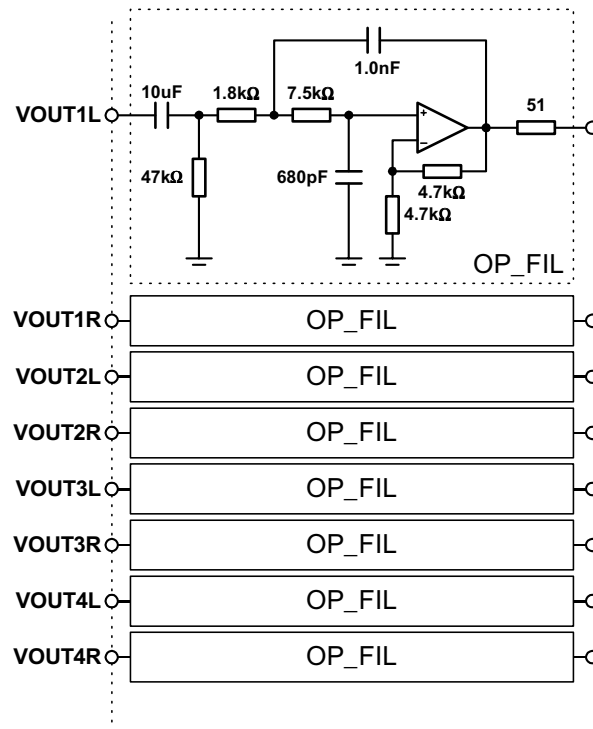 1.0nF
10uF
1.8kΩ
7.5kΩ
VOUT1L
+
51
−
47kΩ
680pF
4.7kΩ
4.7kΩ
OP_FIL
VOUT1R OP_FIL
VOUT2L OP_FIL
VOUT2R OP_FIL
VOUT3L OP_FIL
VOUT3R OP_FIL
VOUT4L OP_FIL
VOUT4R OP_FIL